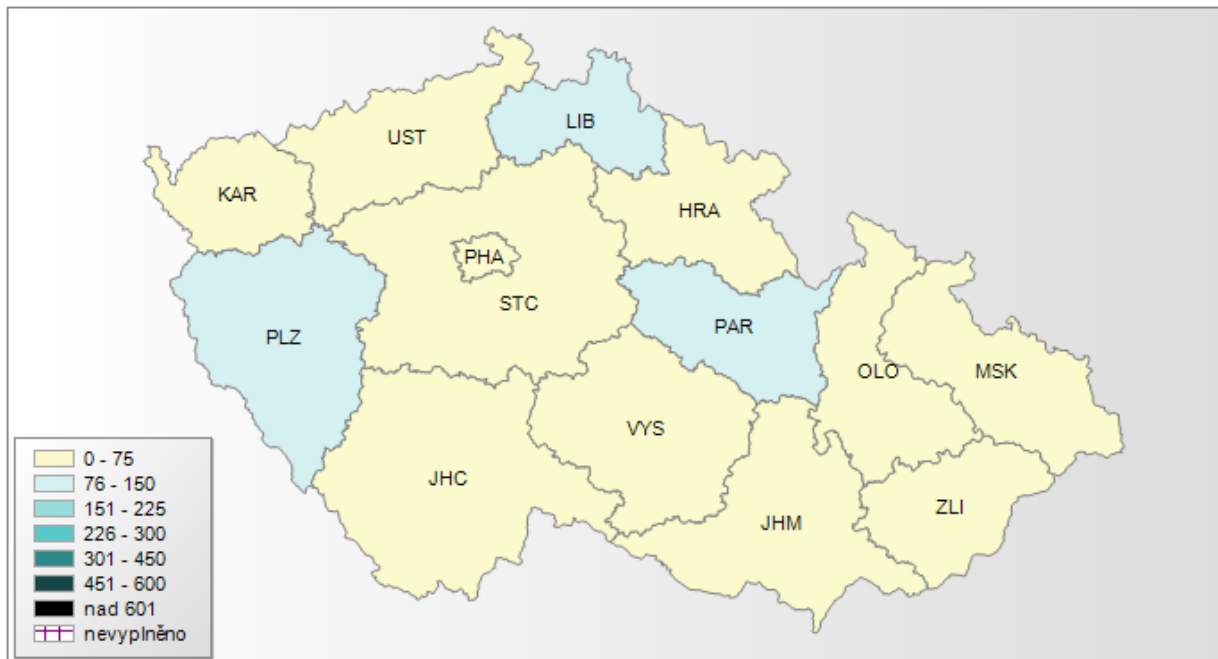 LIB
UST
KAR
HRA
PHA
STC
PAR
PLZ
OLO
MSK
VYS
JHC
ZLI
JHM
0 - 75
76 - 150
151 - 225
226 - 300
301 - 450
451 - 600
nad 601
nevyplněno